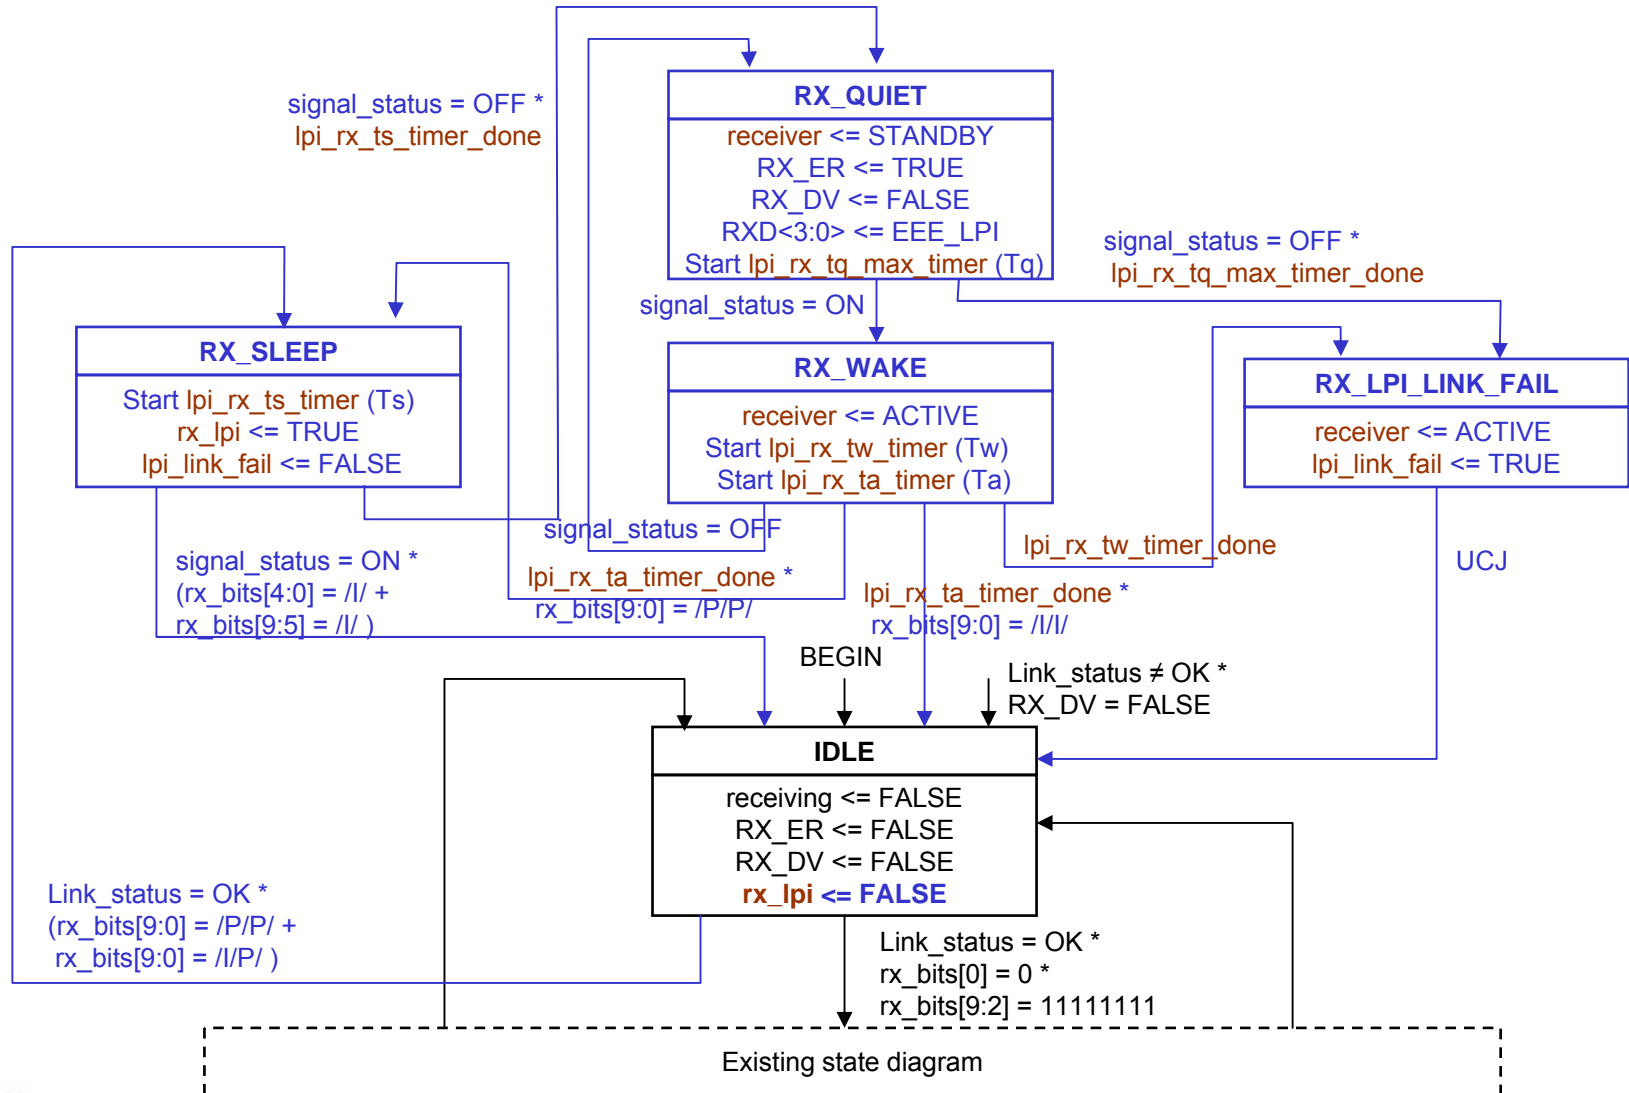 signal_status = OFF *
lpi_rx_ts_timer_done
RX_QUIET
receiver <= STANDBY
RX_ER <= TRUE
RX_DV <= FALSE
RXD<3:0> <= EEE_LPI
Start lpi_rx_tq_max_timer (Tq)
signal_status = OFF *
lpi_rx_tq_max_timer_done
signal_status = ON
RX_SLEEP
Start lpi_rx_ts_timer (Ts)
rx_lpi <= TRUE
lpi_link_fail <= FALSE
RX_WAKE
receiver <= ACTIVE
Start lpi_rx_tw_timer (Tw)
Start lpi_rx_ta_timer (Ta)
RX_LPI_LINK_FAIL
receiver <= ACTIVE
lpi_link_fail <= TRUE
signal_status = ON *
(rx_bits[4:0] = /I/ +
rx_bits[9:5] = /I/ )
signal_status = OFF
lpi_rx_ta_timer_done *
rx_bits[9:0] = /P/P/
lpi_rx_ta_timer_done *
rx_bits[9:0] = /I/I/
lpi_rx_tw_timer_done
UCJ
BEGIN
Link_status ≠ OK *
RX_DV = FALSE
IDLE
receiving <= FALSE
RX_ER <= FALSE
RX_DV <= FALSE
rx_lpi <= FALSE
Link_status = OK *
(rx_bits[9:0] = /P/P/ +
rx_bits[9:0] = /I/P/ )
Link_status = OK *
rx_bits[0] = 0 *
rx_bits[9:2] = 11111111
Existing state diagram